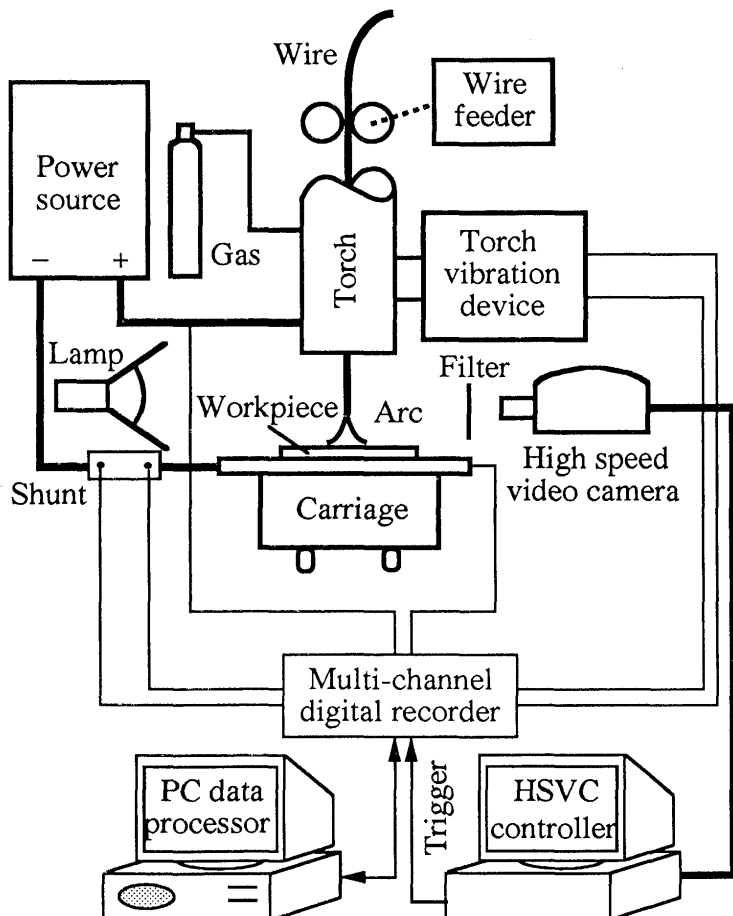 Wire
Wire
feeder
Power
source
− +
Gas
Torch
Torch
vibration
device
Lamp
Filter
Workpiece
Arc
Shunt
High speed
video camera
Carriage
Multi-channel
digital recorder
PC data
processor
Trigger
HSVC
controller